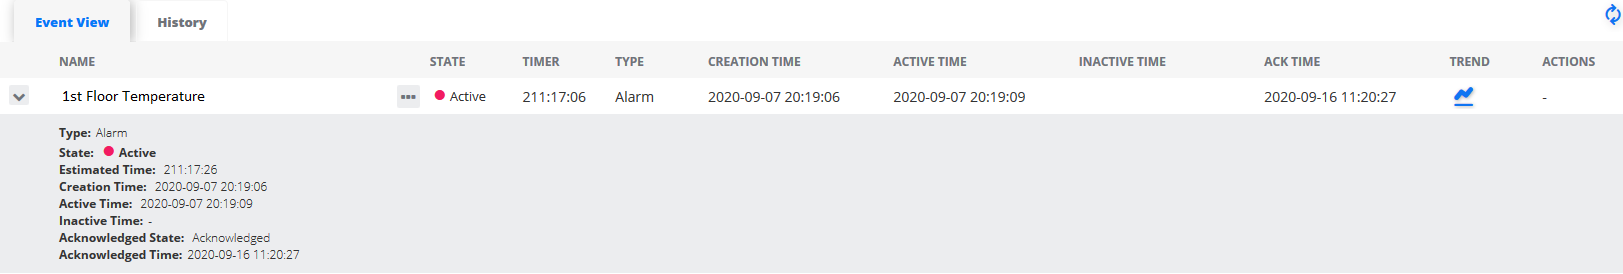 Event View History
NAME STATE TIMER TYPE CREATION TIME ACTIVE TIME INACTIVE TIME ACK TIME TREND ACTIONS
1st Floor Temperature ... Active 211:17:06 Alarm 2020-09-07 20:19:06 2020-09-07 20:19:09 2020-09-16 11:20:27 -
Type: Alarm
State: Active
Estimated Time: 211:17:26
Creation Time: 2020-09-07 20:19:06
Active Time: 2020-09-07 20:19:09
Inactive Time: -
Acknowledged State: Acknowledged
Acknowledged Time: 2020-09-16 11:20:27